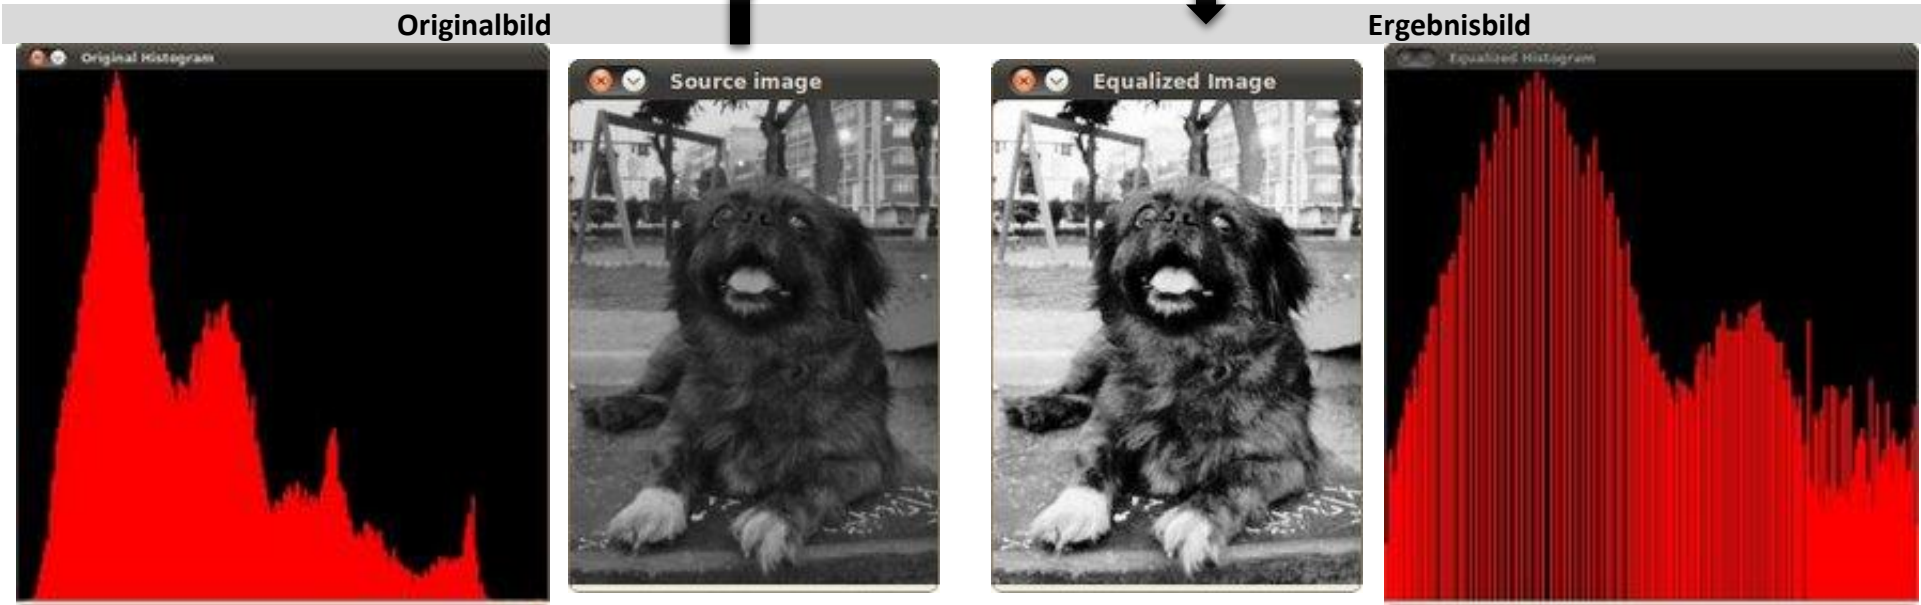 Originalbild
Ergebnisbild
Original Histogram
Source image
Equalized Image
Equalized Histogram